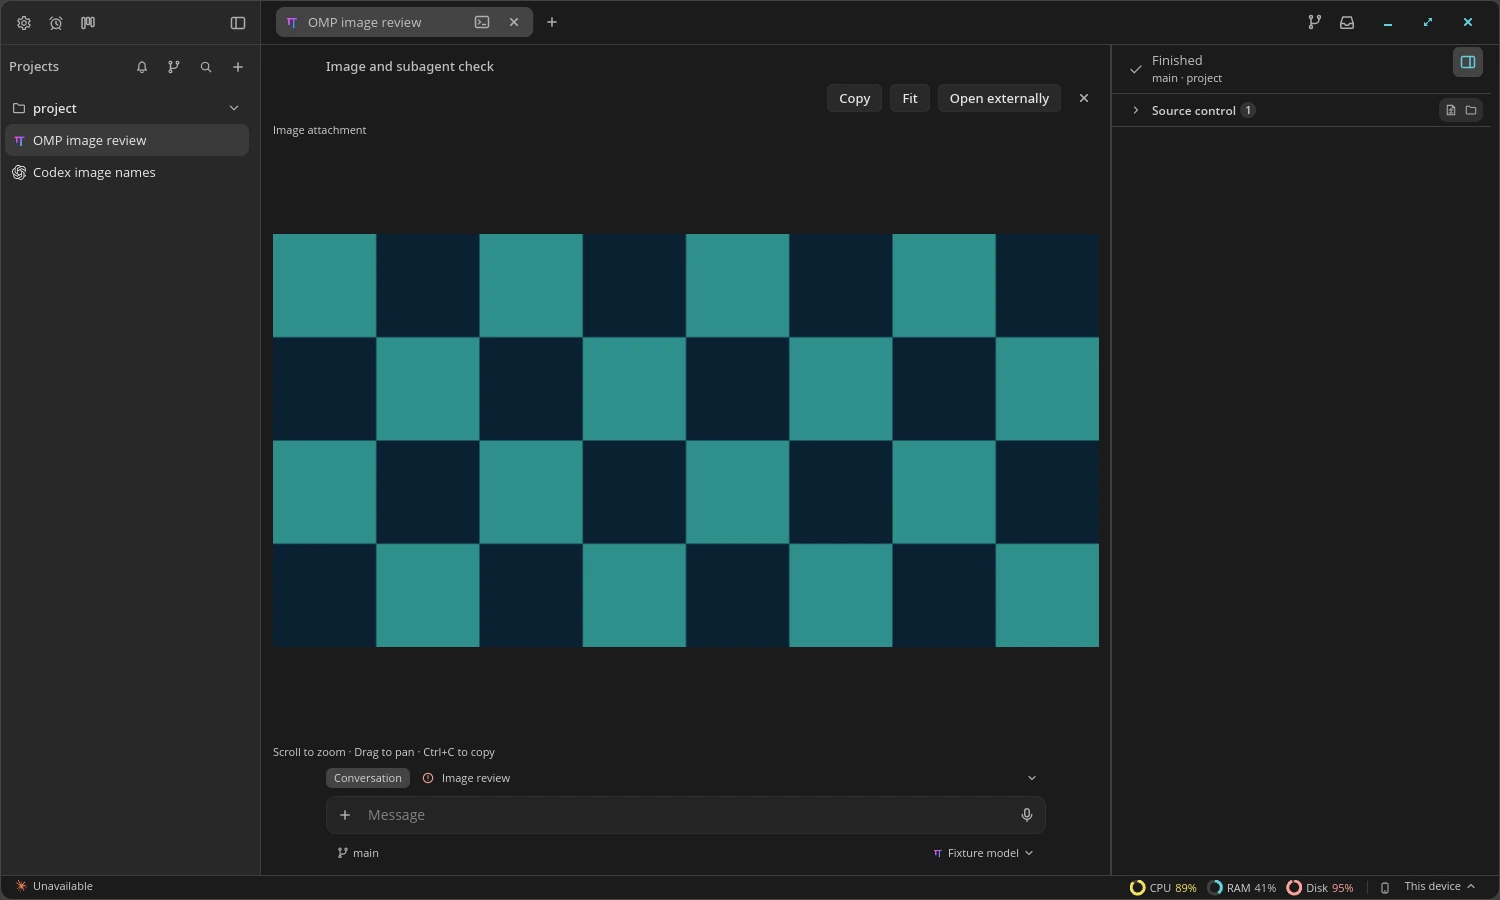 OMP image review
Projects
project
OMP image review
Codex image names
Image and subagent check
Copy
Fit
Open externally
Image attachment
Scroll to zoom · Drag to pan · Ctrl+C to copy
Conversation
Image review
Message
main
Fixture model
Finished
main · project
Source control 1
Unavailable
CPU 89%
RAM 41%
Disk 95%
This device